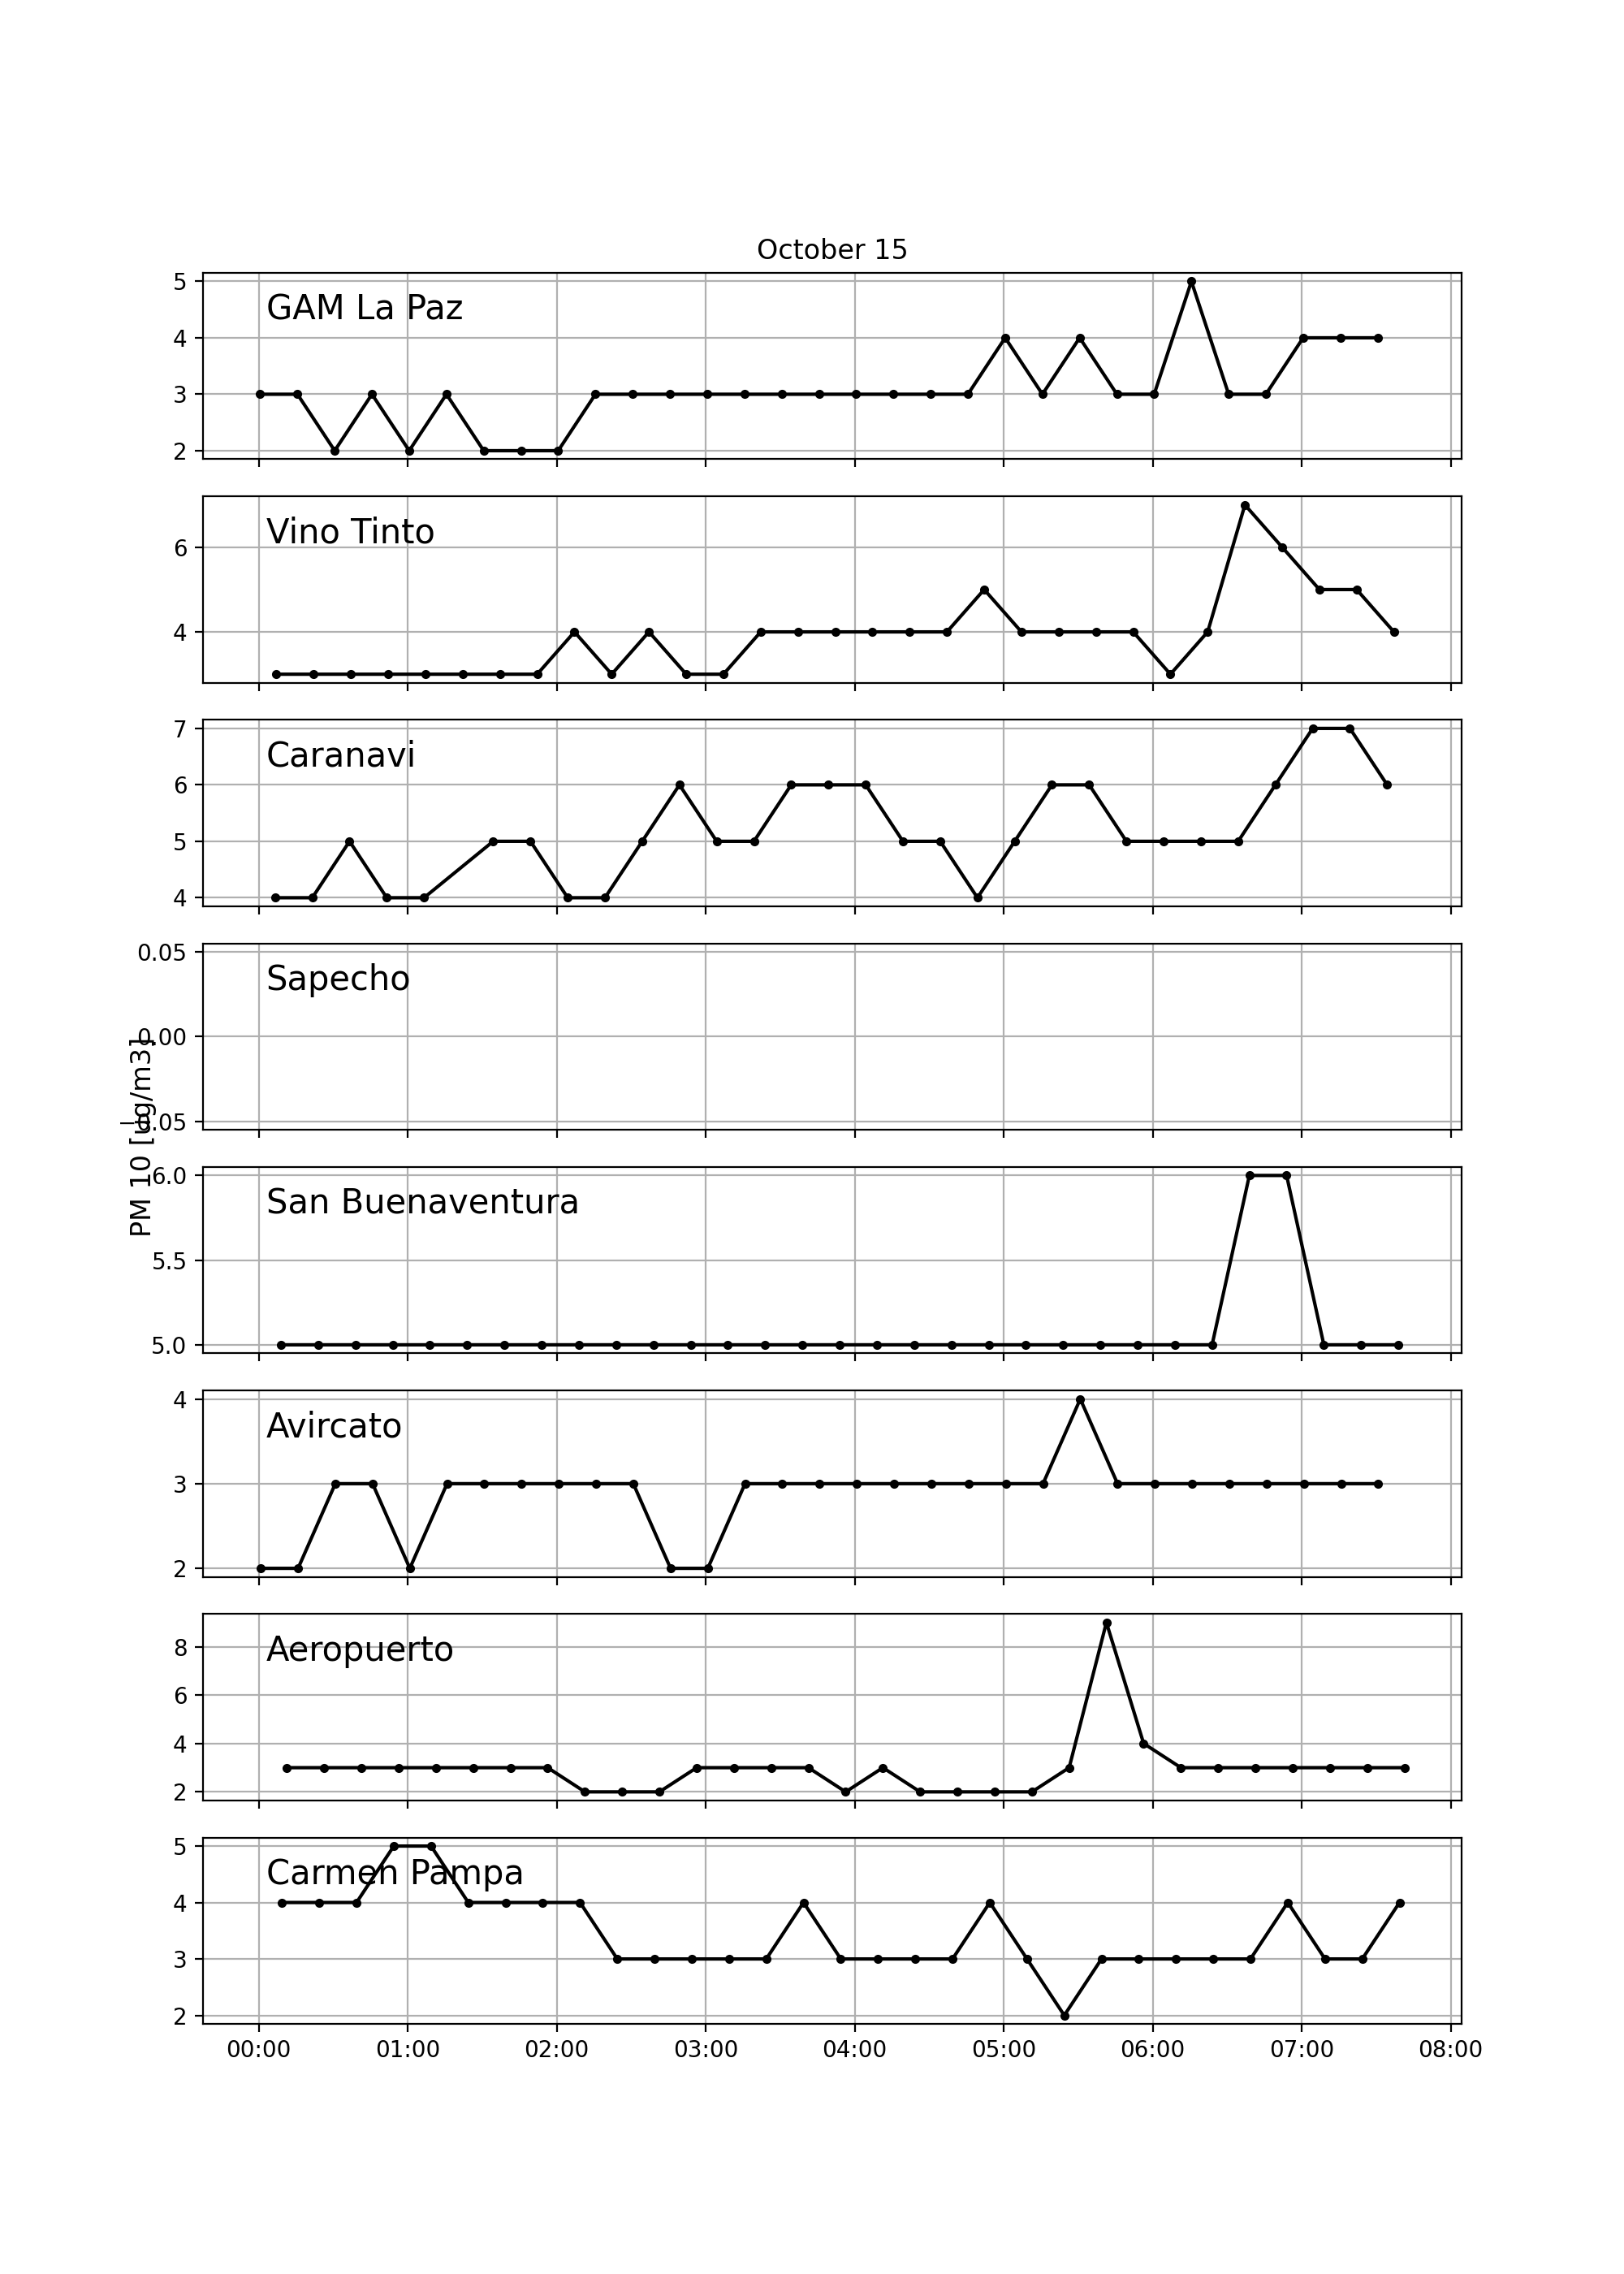 October 15
PM 10 [ug/m3]
5
GAM La Paz
4
3
2
Vino Tinto
6
4
7
Caranavi
6
5
4
0.05
Sapecho
0.00
−0.05
6.0
San Buenaventura
5.5
5.0
4
Avircato
3
2
8
Aeropuerto
6
4
2
5
Carmen Pampa
4
3
2
00:00 01:00 02:00 03:00 04:00 05:00 06:00 07:00 08:00